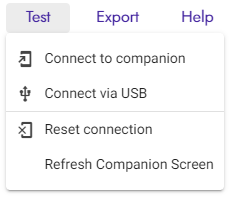 Test Export Help
Connect to companion
Connect via USB
Reset connection
Refresh Companion Screen